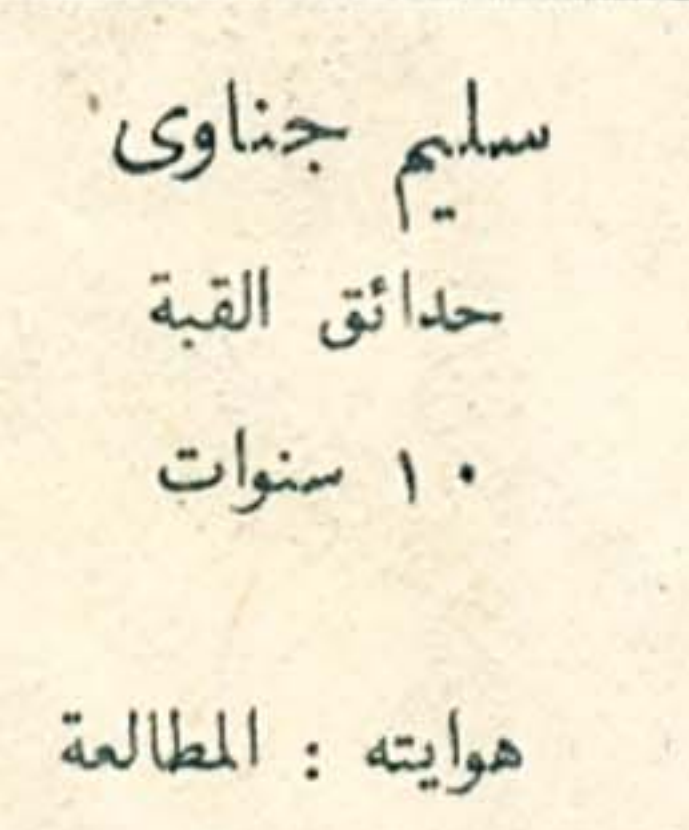 سليم جناوى
حدائق القبة
١٠ سنوات
هوايته : المطالعة